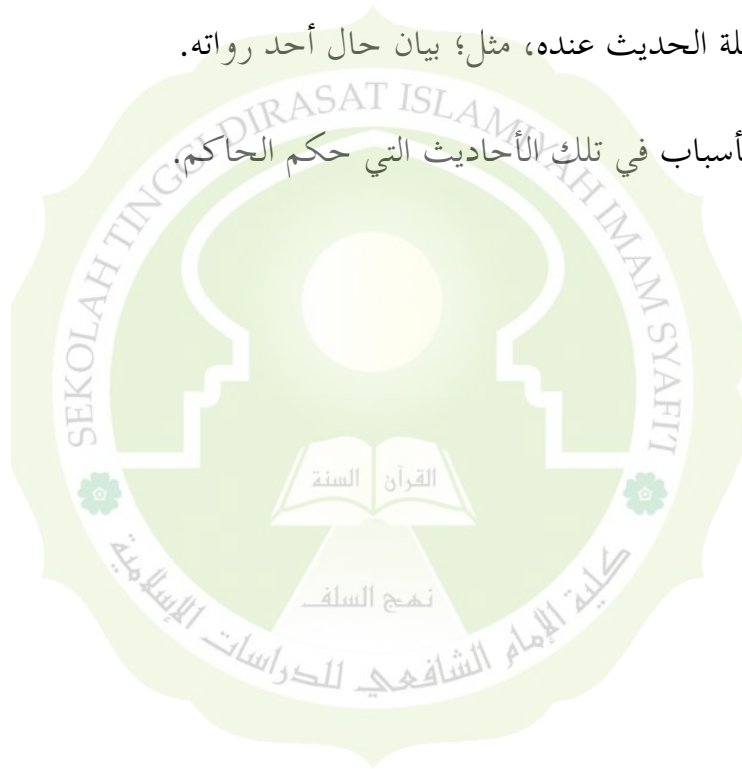 لة الحديث عنده، مثل؛ بيان حال أحد رواته.
أسباب في تلك الأحاديث التي حكم الحاكم.
SEKOLAH TINGGI DIRASAT ISLAMIYAH IMAM SYAFI'I
السنة القرآن
نهج السلف
كلية الإمام الشافعي للدراسات الإسلامية